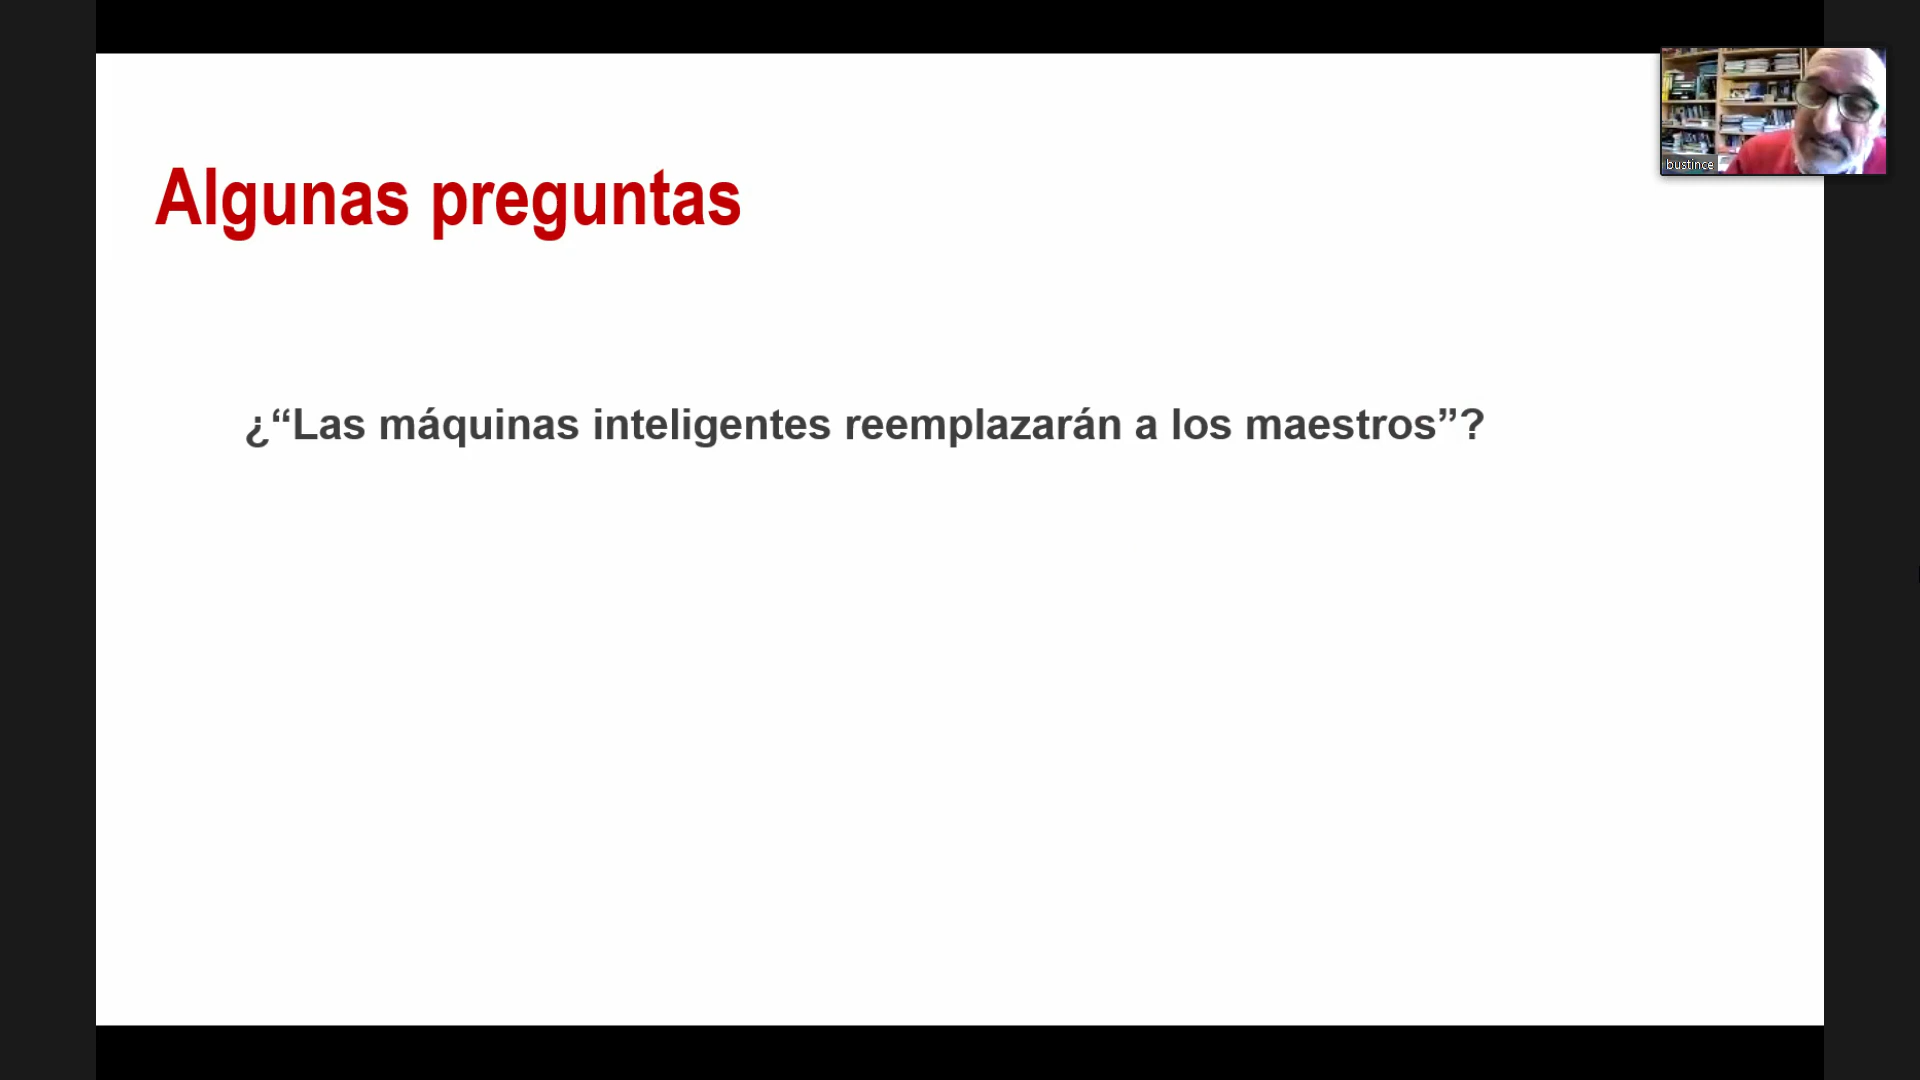 Algunas preguntas
¿“Las máquinas inteligentes reemplazarán a los maestros”?
bustince